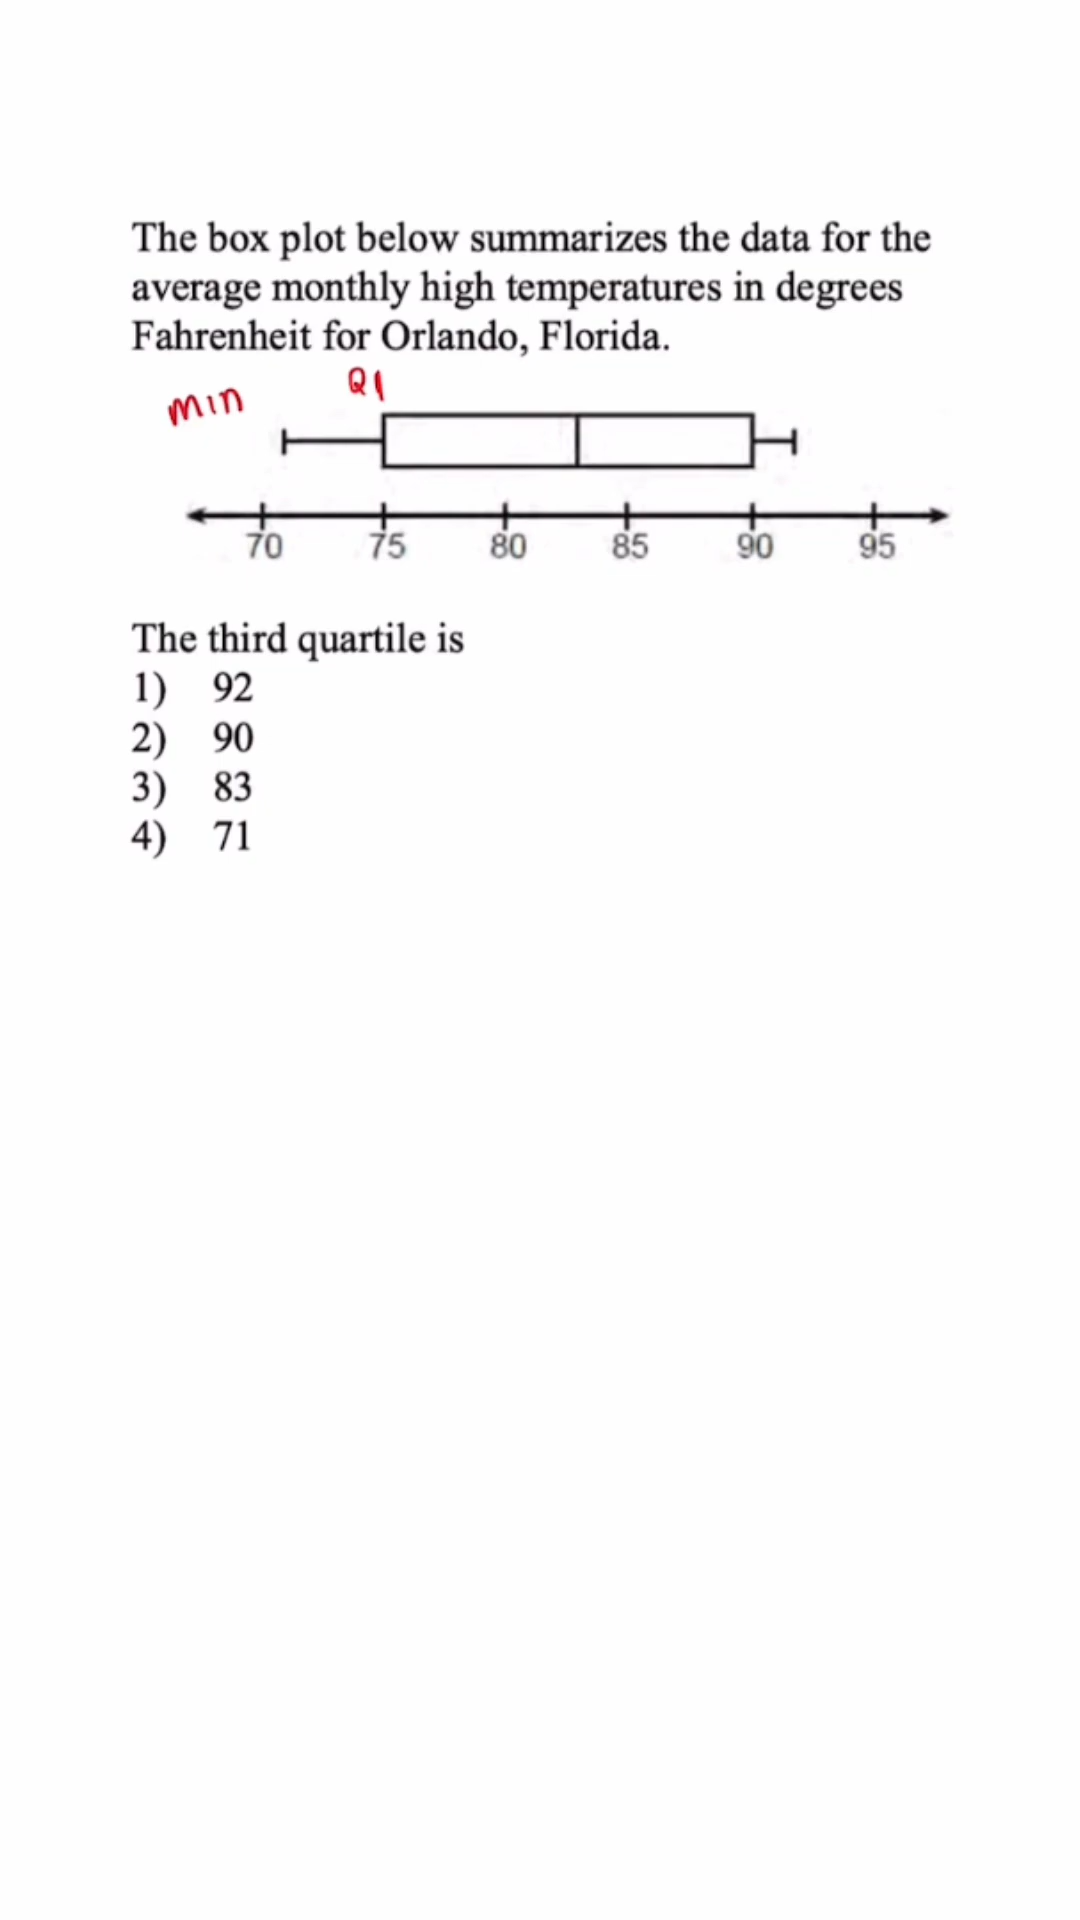 The box plot below summarizes the data for the
average monthly high temperatures in degrees
Fahrenheit for Orlando, Florida.
min Q1
70 75 80 85 90 95
The third quartile is
1) 92
2) 90
3) 83
4) 71